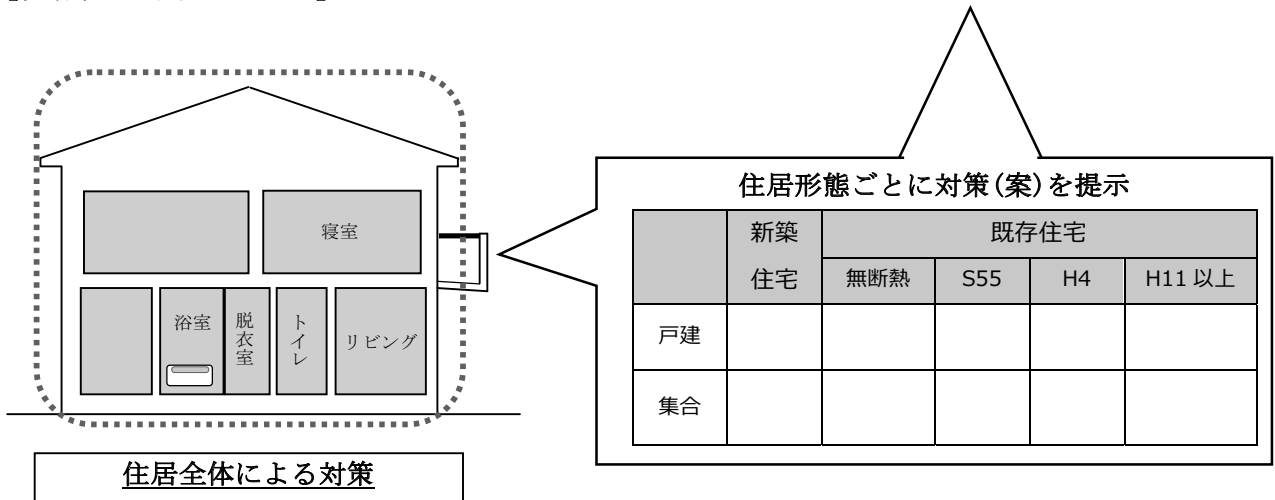 寝室
浴室
脱衣室
トイレ
リビング
住居全体による対策
住居形態ごとに対策(案)を提示
新築住宅
既存住宅
無断熱
S55
H4
H11 以上
戸建
集合